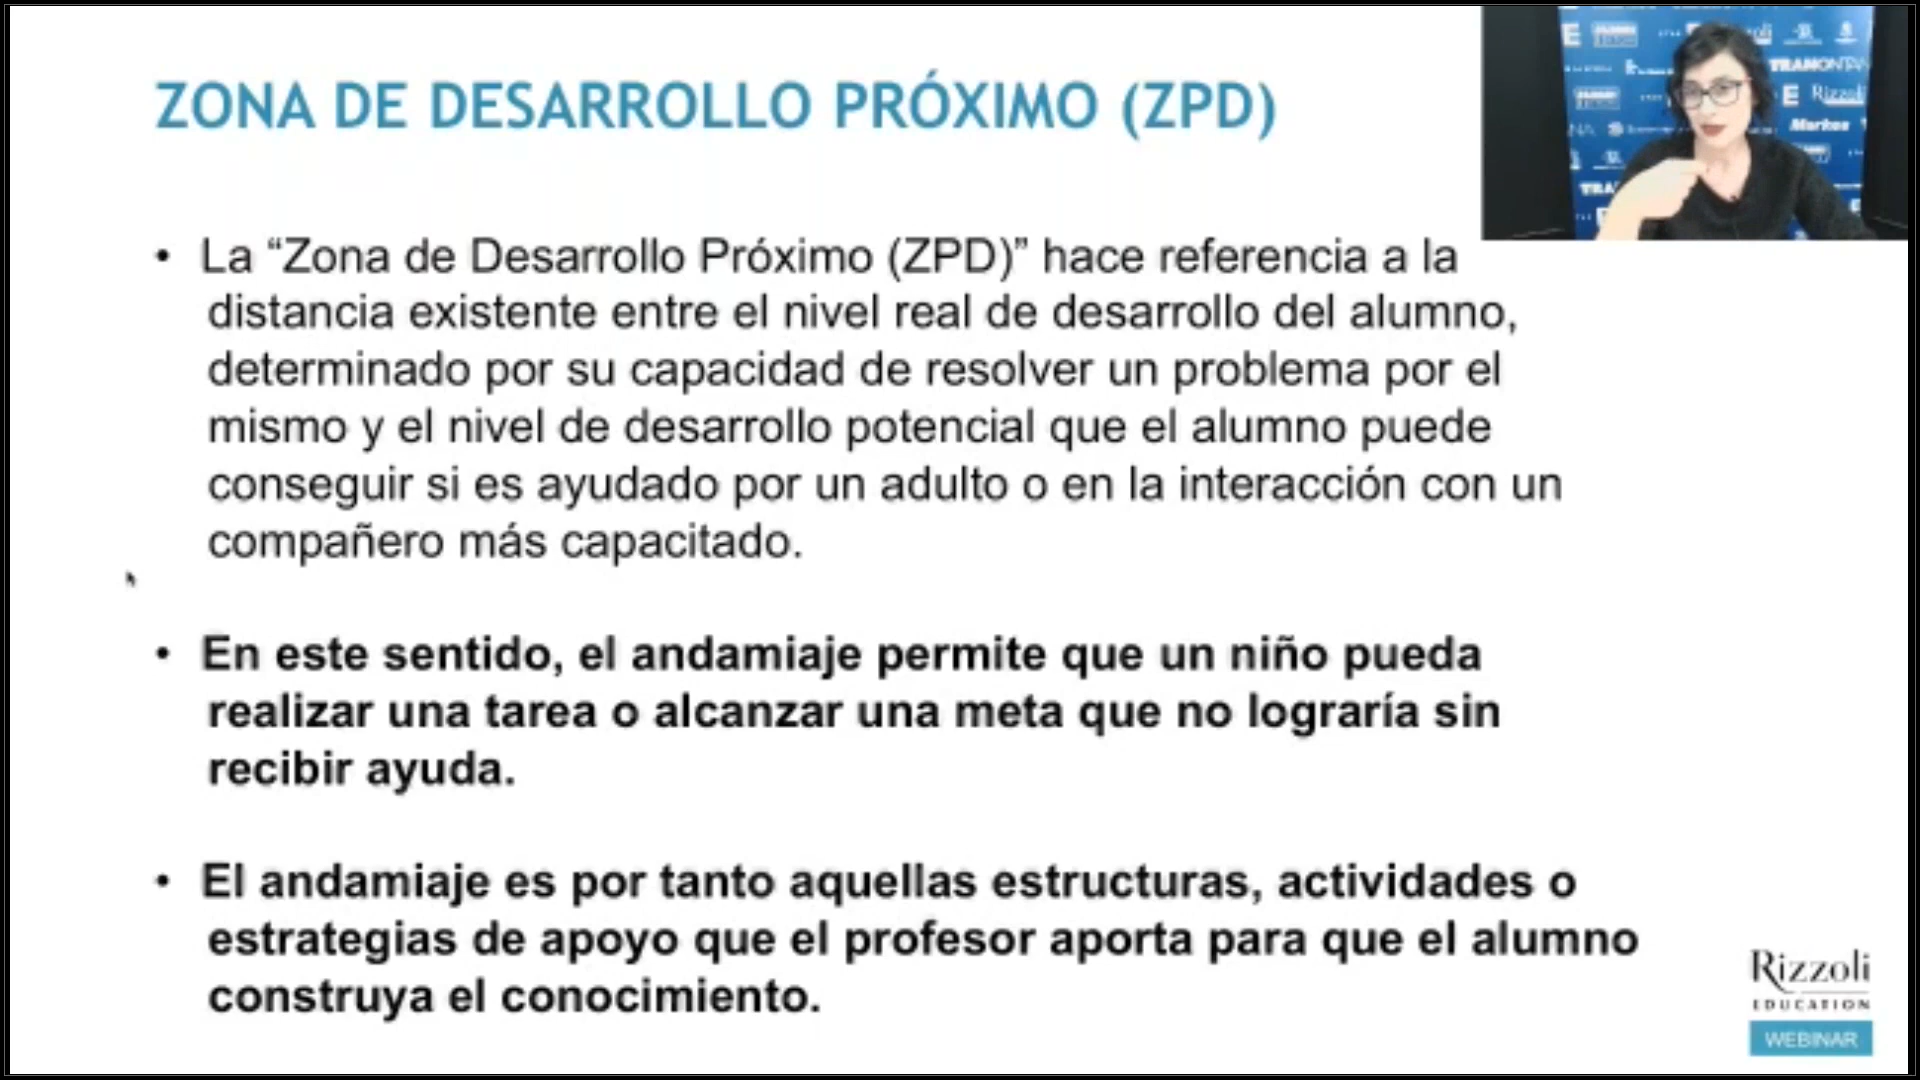 ZONA DE DESARROLLO PRÓXIMO (ZPD)
• La “Zona de Desarrollo Próximo (ZPD)” hace referencia a la
distancia existente entre el nivel real de desarrollo del alumno,
determinado por su capacidad de resolver un problema por el
mismo y el nivel de desarrollo potencial que el alumno puede
conseguir si es ayudado por un adulto o en la interacción con un
compañero más capacitado.
• En este sentido, el andamiaje permite que un niño pueda
realizar una tarea o alcanzar una meta que no lograría sin
recibir ayuda.
• El andamiaje es por tanto aquellas estructuras, actividades o
estrategias de apoyo que el profesor aporta para que el alumno
construya el conocimiento.
TRAMONTANA
Rizzoli
Markes
Rizzoli
EDUCATION
WEBINAR